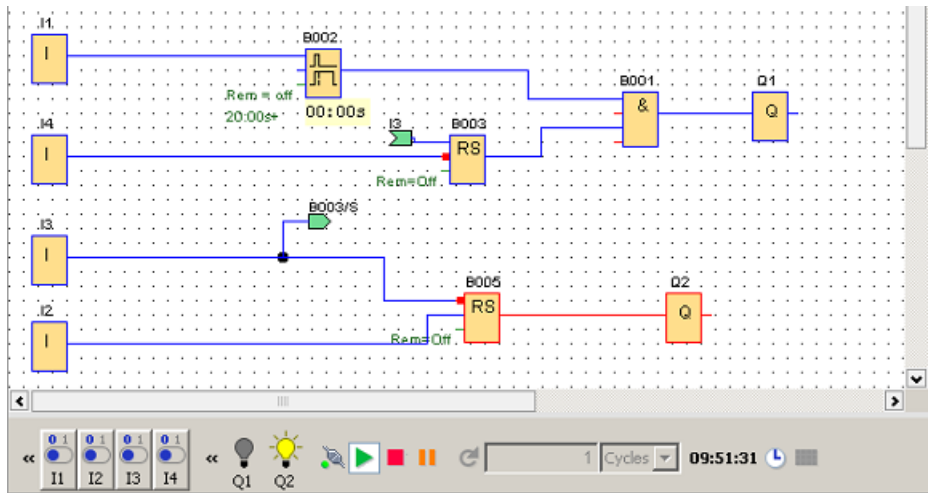 I1
I
B002
Rem = off
20:00s+
00:00s
B001
&
Q1
Q
I4
I
I3
B003
RS
Rem=Off
B003/S
I3
I
B005
RS
Rem=Off
Q2
Q
I2
I
«
0 1
I1
0 1
I2
0 1
I3
0 1
I4
«
Q1
Q2
1
Cycles
09:51:31